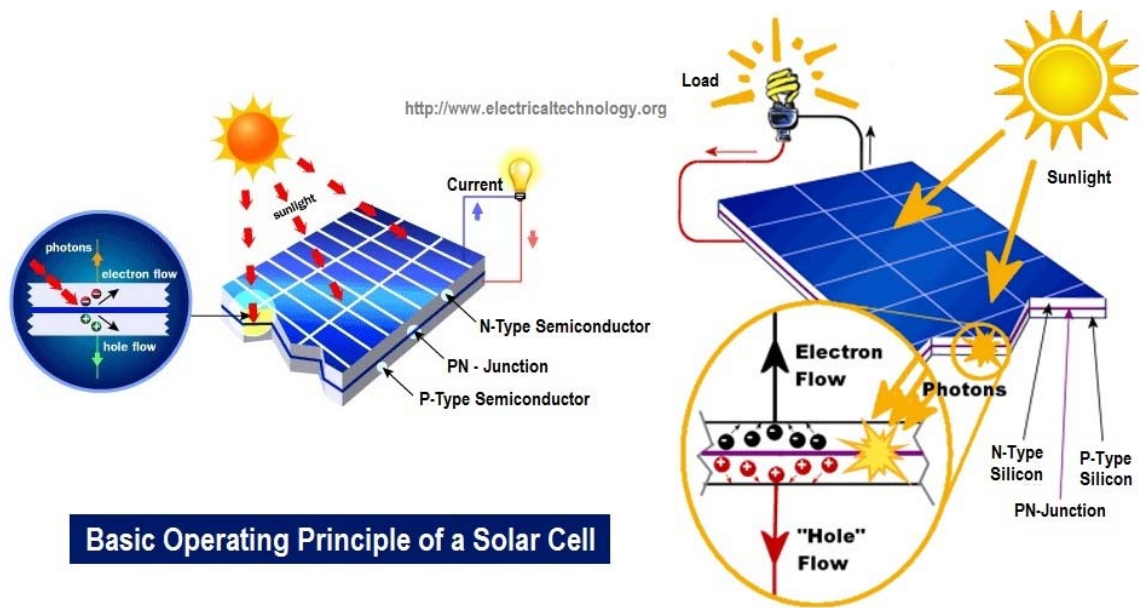 http://www.electricaltechnology.org
Current
sunlight
photons
electron flow
hole flow
N-Type Semiconductor
PN - Junction
P-Type Semiconductor
Basic Operating Principle of a Solar Cell
Load
Sunlight
Electron
Flow
Photons
"Hole"
Flow
N-Type
Silicon
P-Type
Silicon
PN-Junction